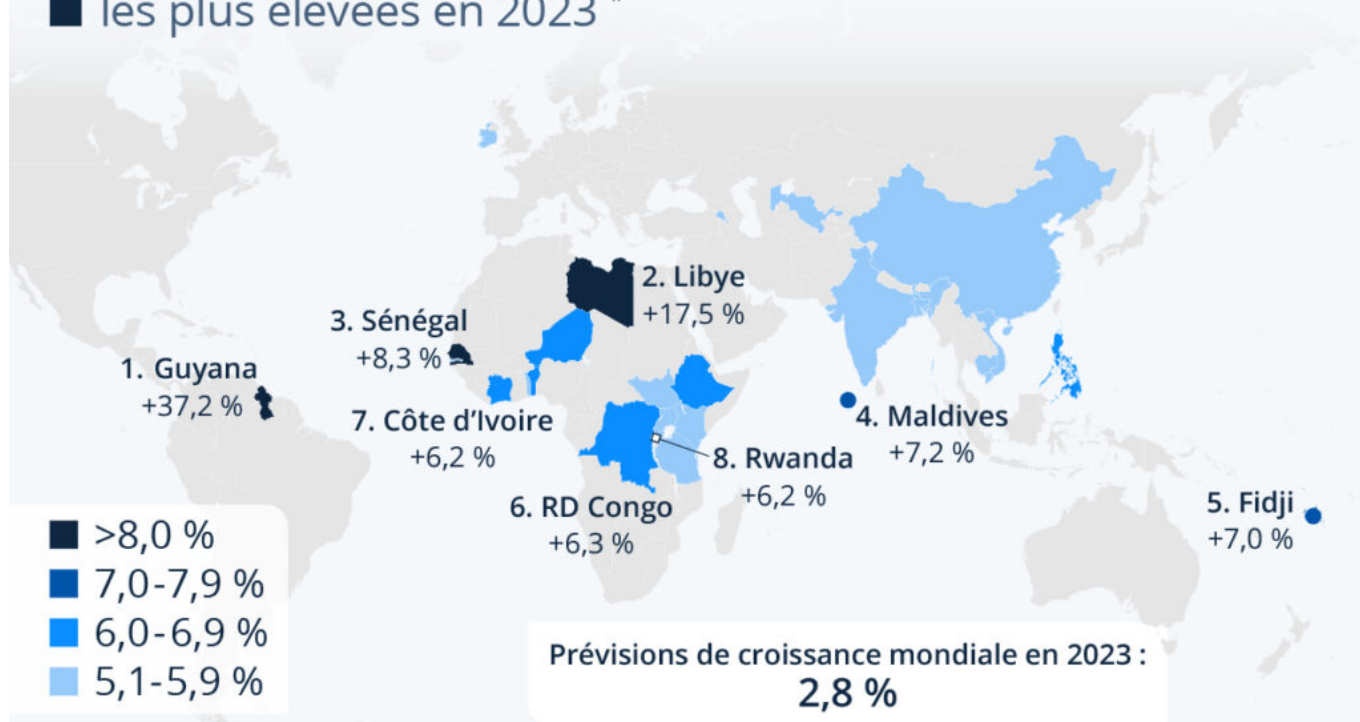 les plus élevées en 2023 *
2. Libye
+17,5 %
3. Sénégal
+8,3 %
1. Guyana
+37,2 %
7. Côte d’Ivoire
+6,2 %
4. Maldives
+7,2 %
8. Rwanda
+6,2 %
6. RD Congo
+6,3 %
5. Fidji
+7,0 %
>8,0 %
7,0-7,9 %
6,0-6,9 %
5,1-5,9 %
Prévisions de croissance mondiale en 2023 :
2,8 %